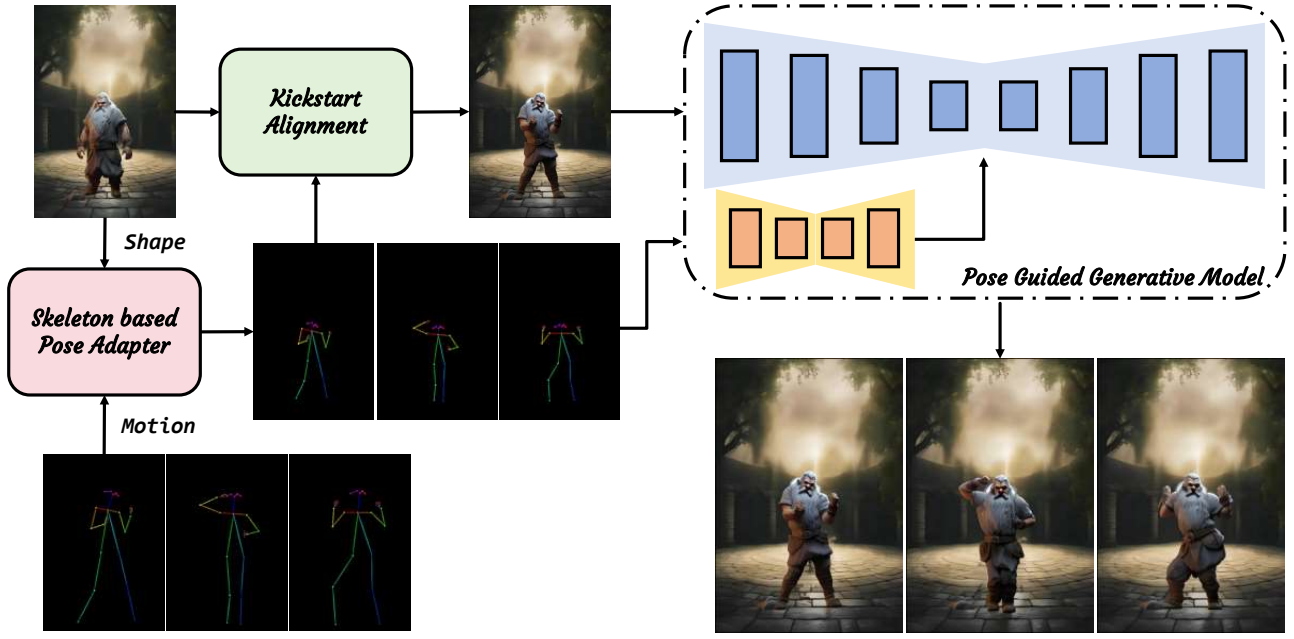 Kickstart
Alignment
Shape
Skeleton based
Pose Adapter
Motion
Pose Guided Generative Model